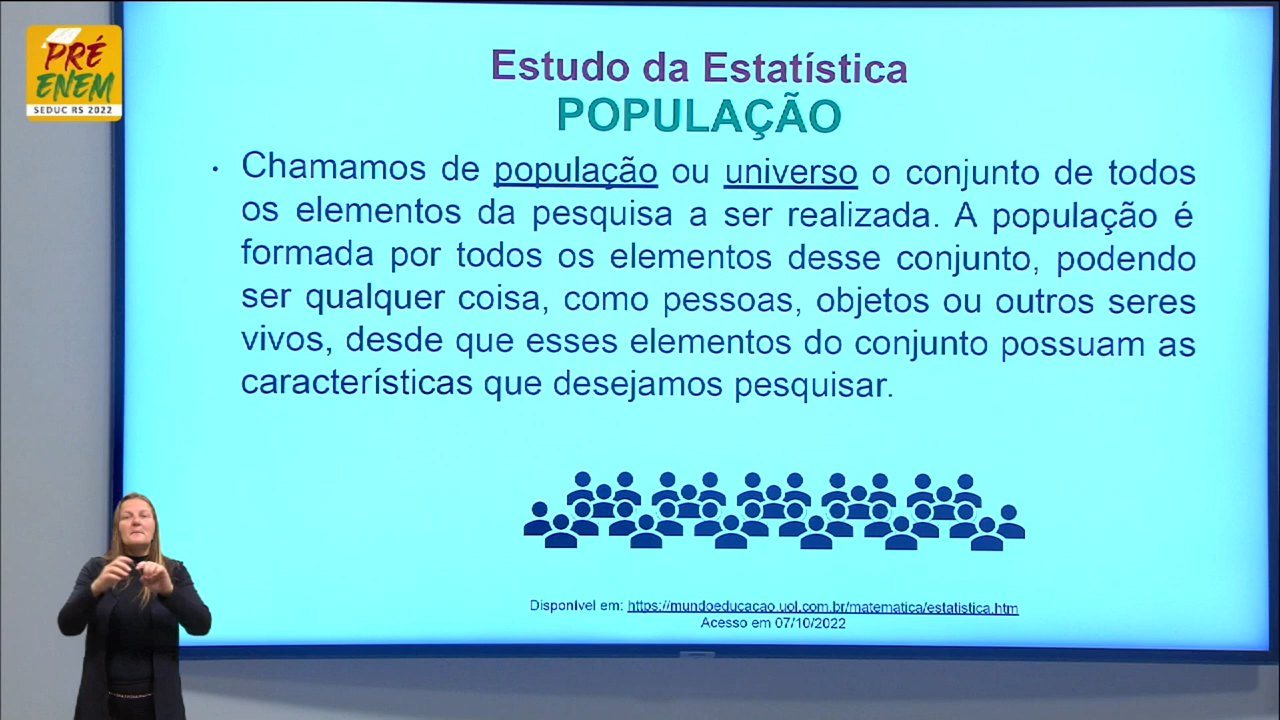 PRÉ
ENEM
SEDUC RS 2022
Estudo da Estatística
POPULAÇÃO
• Chamamos de população ou universo o conjunto de todos
os elementos da pesquisa a ser realizada. A população é
formada por todos os elementos desse conjunto, podendo
ser qualquer coisa, como pessoas, objetos ou outros seres
vivos, desde que esses elementos do conjunto possuam as
características que desejamos pesquisar.
Disponível em: https://mundoeducacao.uol.com.br/matematica/estatistica.htm
Acesso em 07/10/2022